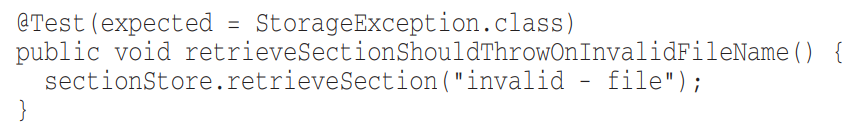 @Test(expected = StorageException.class)
public void retrieveSectionShouldThrowOnInvalidFileName() {
  sectionStore.retrieveSection("invalid - file");
}